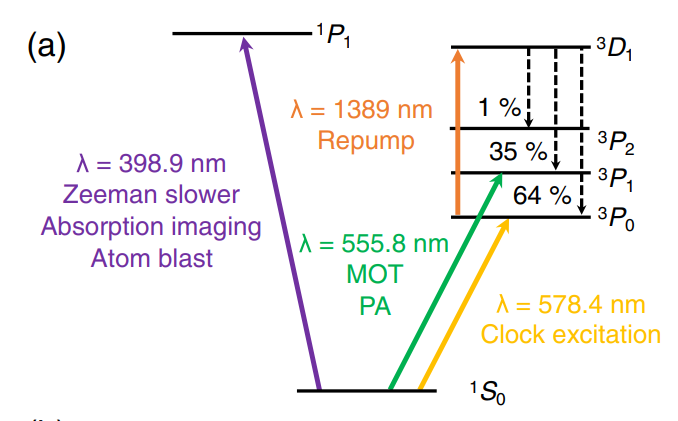 (a)
¹P₁
³D₁
λ = 1389 nm
Repump
1 %
³P₂
35 %
³P₁
64 %
³P₀
λ = 398.9 nm
Zeeman slower
Absorption imaging
Atom blast
λ = 555.8 nm
MOT
PA
λ = 578.4 nm
Clock excitation
¹S₀